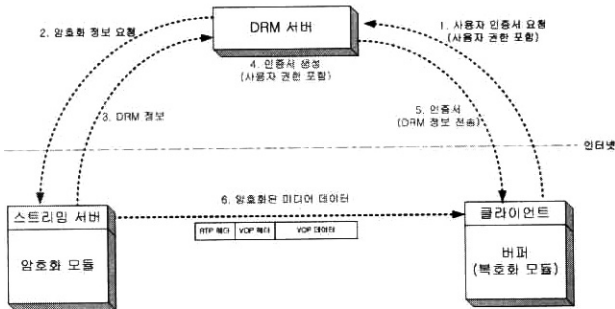 2. 암호화 정보 요청
DRM 서버
1. 사용자 인증서 요청
(사용자 권한 포함)
4. 인증서 생성
(사용자 권한 포함)
3. DRM 정보
5. 인증서
(DRM 정보 전송)
인터넷
6. 암호화된 미디어 데이터
스트리밍 서버
RTP 헤더 VOP 헤더 VOP 데이터
클라이언트
암호화 모듈
버퍼
(복호화 모듈)